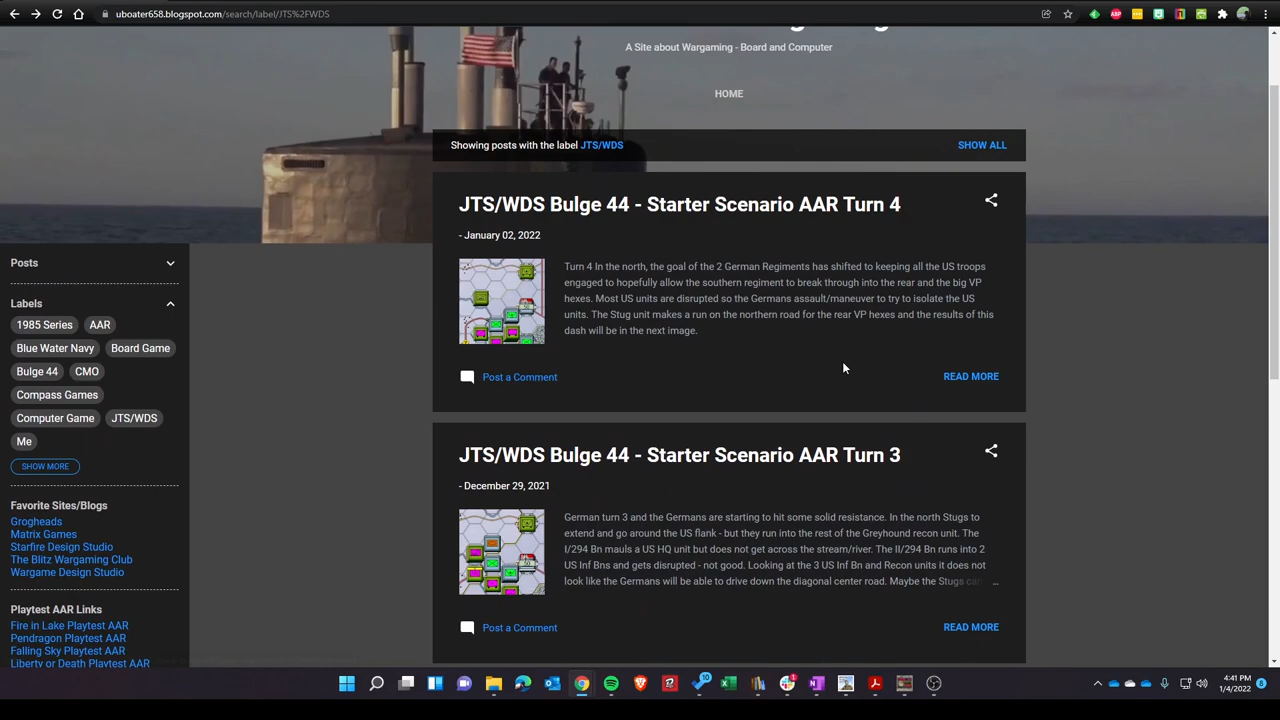 uboater658.blogspot.com/search/label/JTS%2FWDS
A Site about Wargaming - Board and Computer
HOME
Showing posts with the label JTS/WDS
SHOW ALL
JTS/WDS Bulge 44 - Starter Scenario AAR Turn 4
- January 02, 2022
Turn 4 In the north, the goal of the 2 German Regiments has shifted to keeping all the US troops
engaged to hopefully allow the southern regiment to break through into the rear and the big VP
hexes. Most US units are disrupted so the Germans assault/maneuver to try to isolate the US
units. The Stug unit makes a run on the northern road for the rear VP hexes and the results of this
dash will be in the next image.
Post a Comment
READ MORE
JTS/WDS Bulge 44 - Starter Scenario AAR Turn 3
- December 29, 2021
German turn 3 and the Germans are starting to hit some solid resistance. In the north Stugs to
extend and go around the US flank - but they run into the rest of the Greyhound recon unit. The
I/294 Bn mauls a US HQ unit but does not get across the stream/river. The II/294 Bn runs into 2
US Inf Bns and gets disrupted - not good. Looking at the 3 US Inf Bn and Recon units it does not
look like the Germans will be able to drive down the diagonal center road. Maybe the Stugs can ...
Post a Comment
READ MORE
Posts
Labels
1985 Series AAR
Blue Water Navy Board Game
Bulge 44 CMO
Compass Games
Computer Game JTS/WDS
Me
SHOW MORE
Favorite Sites/Blogs
Grogheads
Matrix Games
Starfire Design Studio
The Blitz Wargaming Club
Wargame Design Studio
Playtest AAR Links
Fire in Lake Playtest AAR
Pendragon Playtest AAR
Falling Sky Playtest AAR
Liberty or Death Playtest AAR
4:41 PM
1/4/2022